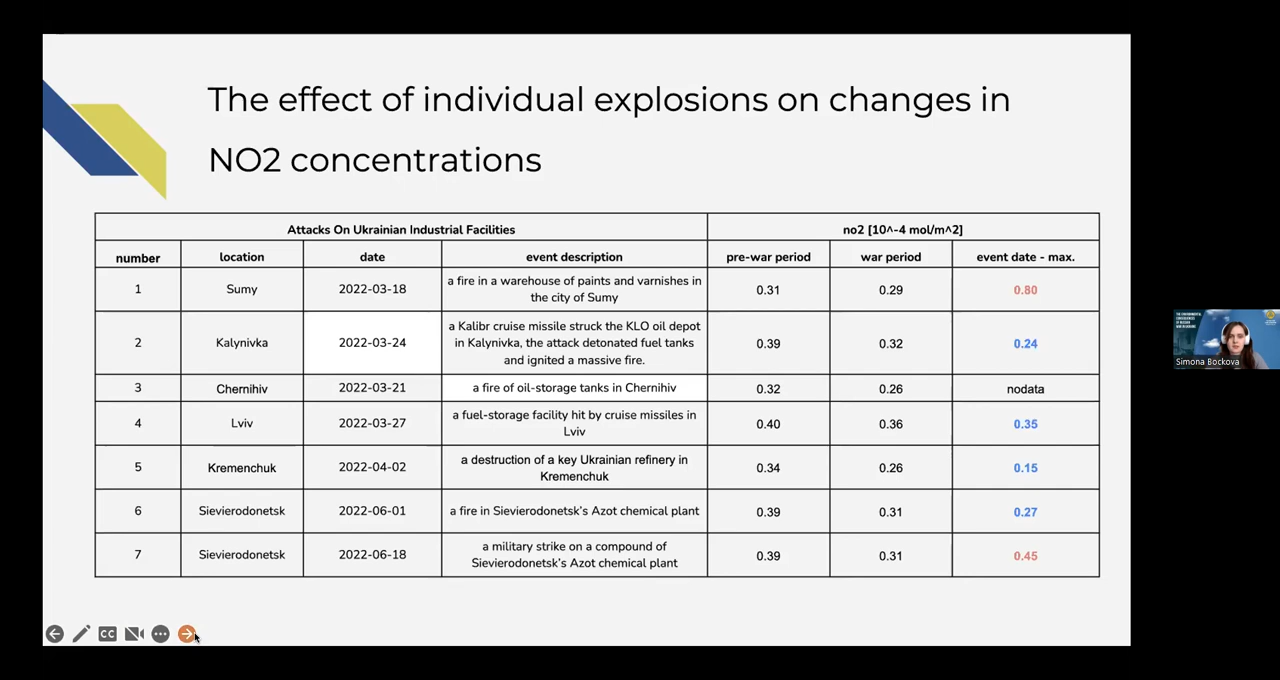 The effect of individual explosions on changes in
NO2 concentrations
Attacks On Ukrainian Industrial Facilities
no2 [10^-4 mol/m^2]
number location date event description pre-war period war period event date - max.
1 Sumy 2022-03-18 a fire in a warehouse of paints and varnishes in
the city of Sumy 0.31 0.29 0.80
2 Kalynivka 2022-03-24 a Kalibr cruise missile struck the KLO oil depot
in Kalynivka, the attack detonated fuel tanks
and ignited a massive fire. 0.39 0.32 0.24
3 Chernihiv 2022-03-21 a fire of oil-storage tanks in Chernihiv 0.32 0.26 nodata
4 Lviv 2022-03-27 a fuel-storage facility hit by cruise missiles in
Lviv 0.40 0.36 0.35
5 Kremenchuk 2022-04-02 a destruction of a key Ukrainian refinery in
Kremenchuk 0.34 0.26 0.15
6 Sievierodonetsk 2022-06-01 a fire in Sievierodonetsk's Azot chemical plant 0.39 0.31 0.27
7 Sievierodonetsk 2022-06-18 a military strike on a compound of
Sievierodonetsk's Azot chemical plant 0.39 0.31 0.45
CC
Simona Bockova